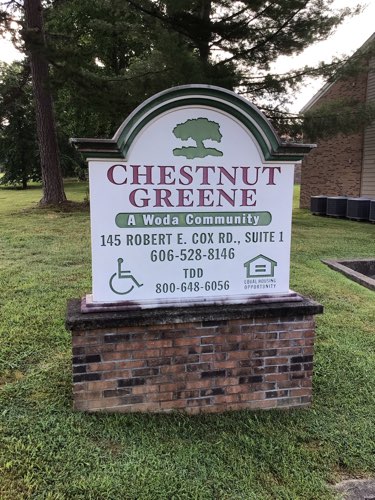 CHESTNUT
GREENE
A WODA COMMUNITY
145 ROBERT E. COX RD., SUITE 1
606-528-8146
TDD
800-648-6056
EQUAL HOUSING
OPPORTUNITY